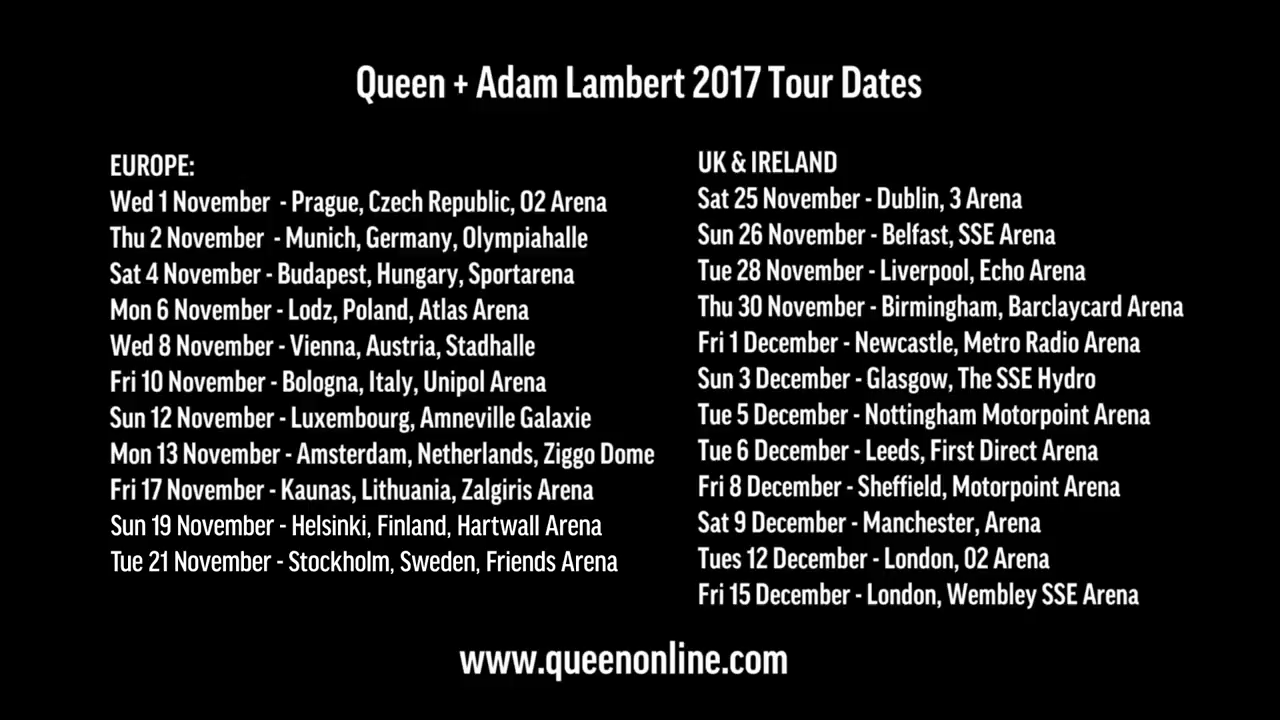 Queen + Adam Lambert 2017 Tour Dates
EUROPE:
Wed 1 November - Prague, Czech Republic, O2 Arena
Thu 2 November - Munich, Germany, Olympiahalle
Sat 4 November - Budapest, Hungary, Sportarena
Mon 6 November - Lodz, Poland, Atlas Arena
Wed 8 November - Vienna, Austria, Stadhalle
Fri 10 November - Bologna, Italy, Unipol Arena
Sun 12 November - Luxembourg, Amneville Galaxie
Mon 13 November - Amsterdam, Netherlands, Ziggo Dome
Fri 17 November - Kaunas, Lithuania, Zalgiris Arena
Sun 19 November - Helsinki, Finland, Hartwall Arena
Tue 21 November - Stockholm, Sweden, Friends Arena
UK & IRELAND
Sat 25 November - Dublin, 3 Arena
Sun 26 November - Belfast, SSE Arena
Tue 28 November - Liverpool, Echo Arena
Thu 30 November - Birmingham, Barclaycard Arena
Fri 1 December - Newcastle, Metro Radio Arena
Sun 3 December - Glasgow, The SSE Hydro
Tue 5 December - Nottingham Motorpoint Arena
Tue 6 December - Leeds, First Direct Arena
Fri 8 December - Sheffield, Motorpoint Arena
Sat 9 December - Manchester, Arena
Tues 12 December - London, O2 Arena
Fri 15 December - London, Wembley SSE Arena
www.queenonline.com